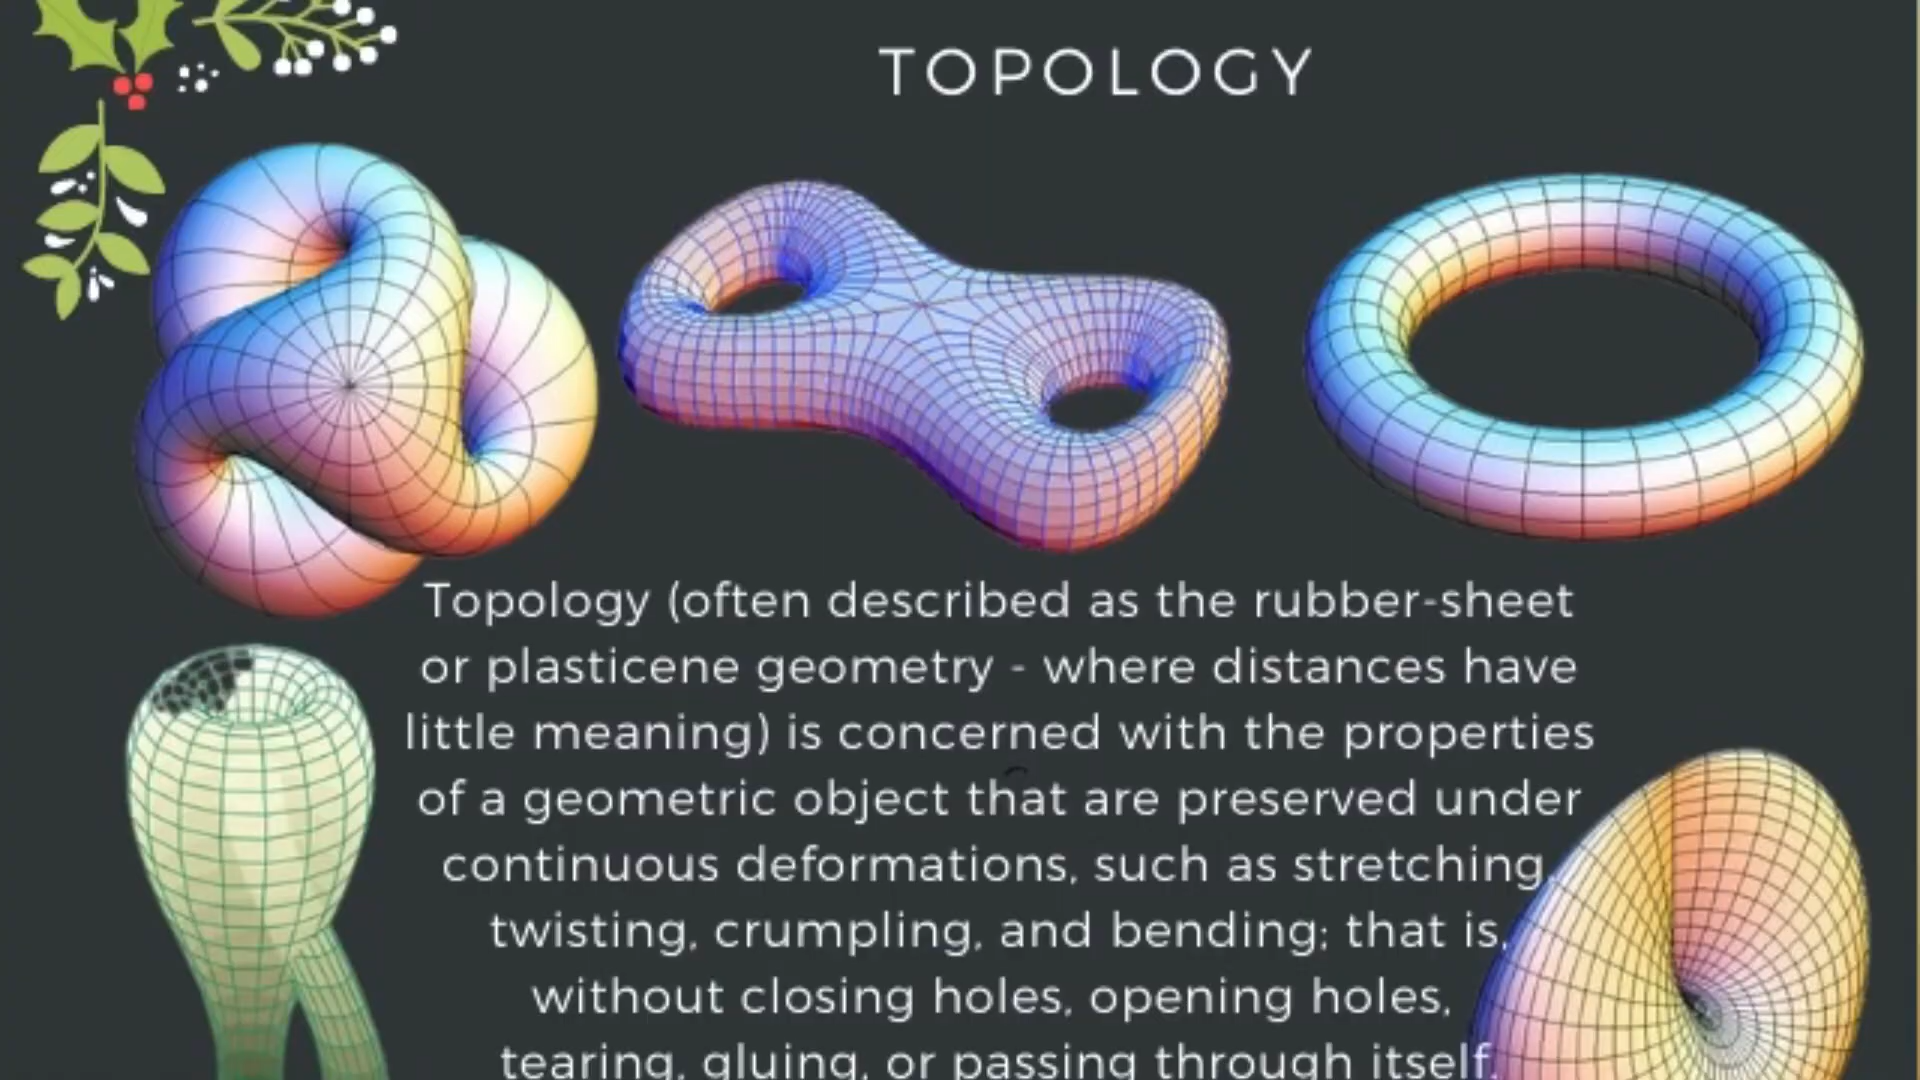 TOPOLOGY
Topology (often described as the rubber-sheet
or plasticene geometry - where distances have
little meaning) is concerned with the properties
of a geometric object that are preserved under
continuous deformations, such as stretching,
twisting, crumpling, and bending; that is,
without closing holes, opening holes,
tearing, gluing, or passing through itself.